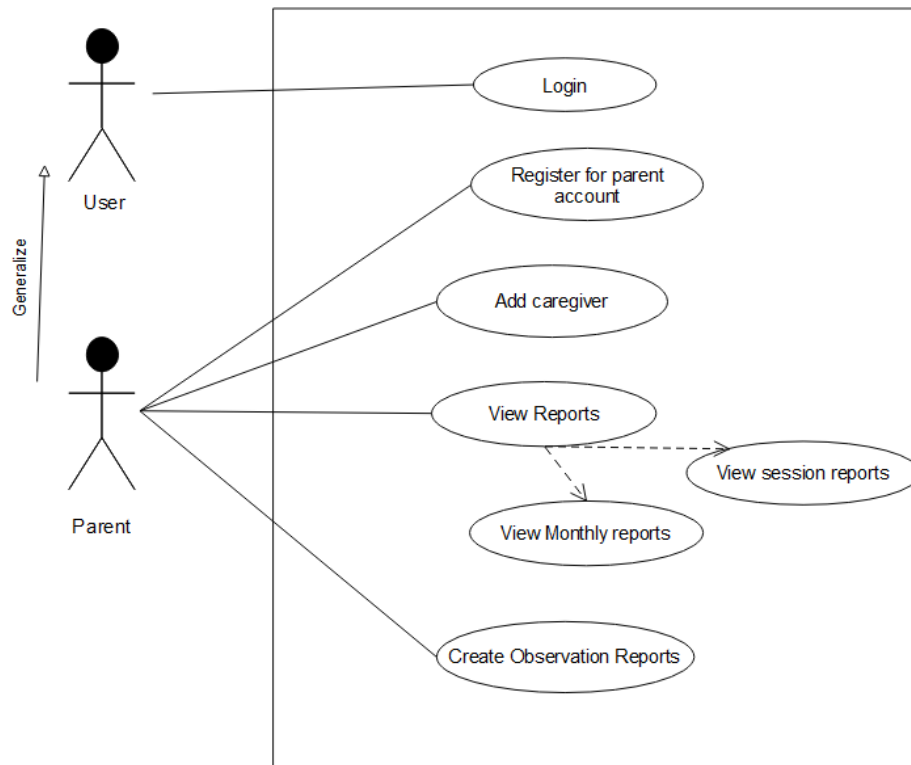 Login
User
Register for parent
account
Generalize
Add caregiver
View Reports
View session reports
Parent
View Monthly reports
Create Observation Reports